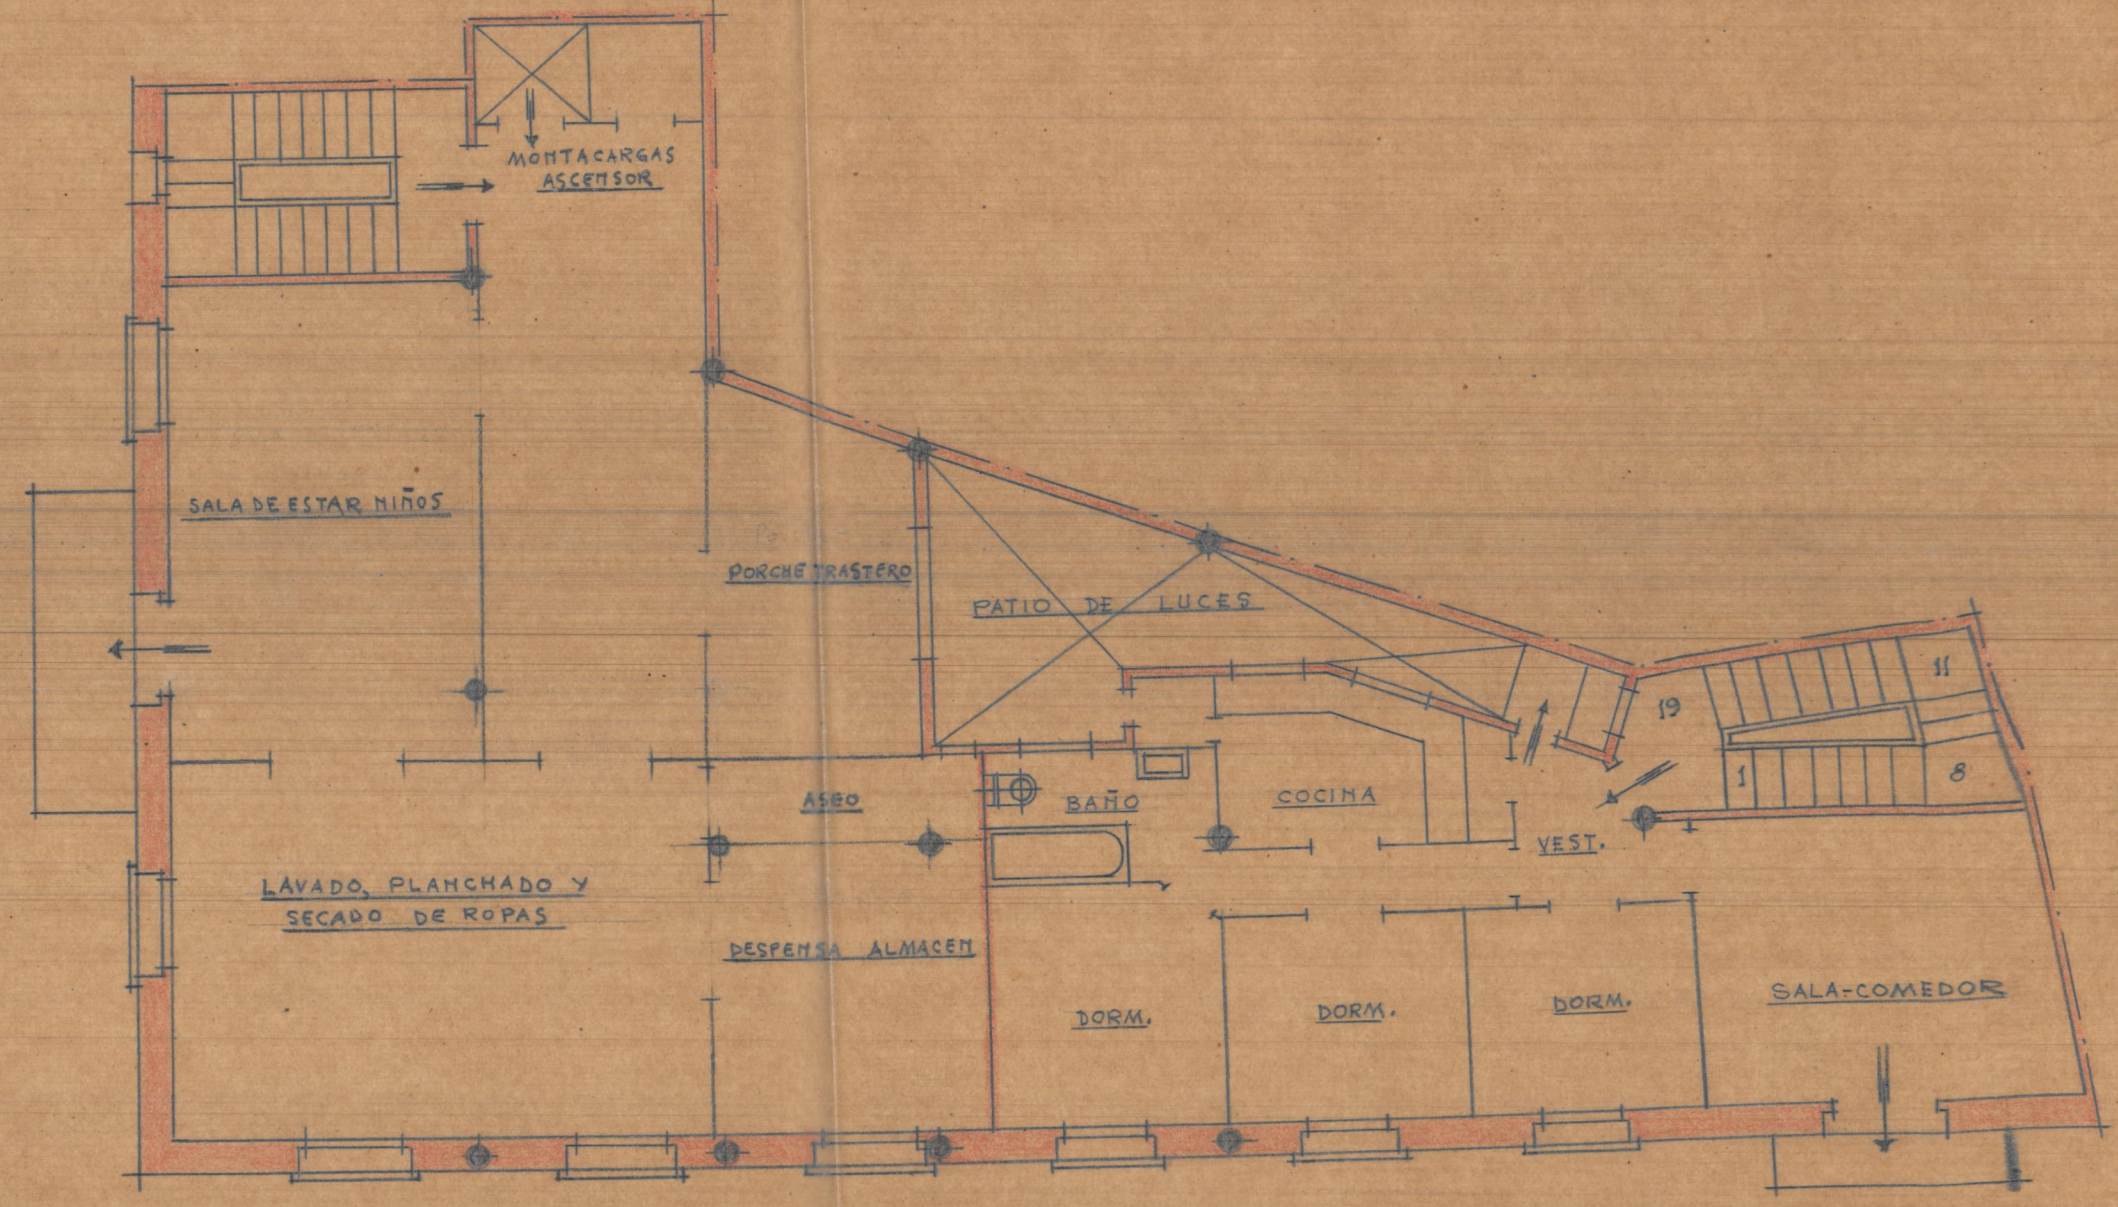 MONTACARGAS
ASCENSOR
SALA DE ESTAR NIÑOS
PORCHE TRASTERO
PATIO DE LUCES
11
19
1
8
ASEO
BAÑO
COCINA
VEST.
LAVADO, PLANCHADO Y
SECADO DE ROPAS
DESPENSA ALMACEN
DORM.
DORM.
DORM.
SALA-COMEDOR